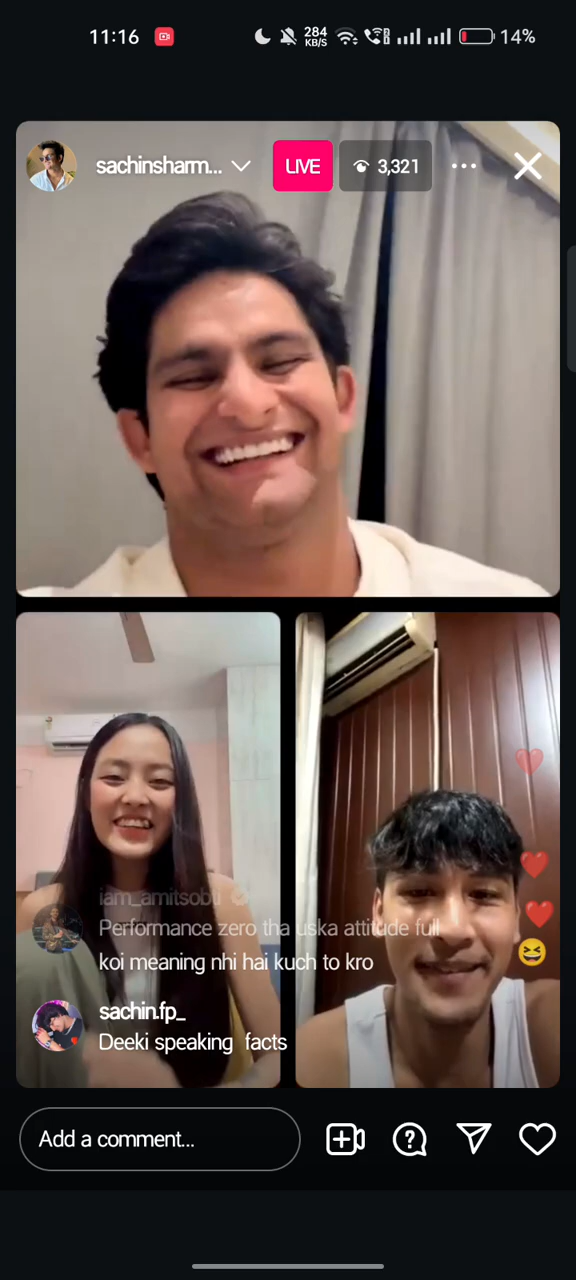 11:16
284
KB/S
14%
sachinsharm...
LIVE
3,321
iam_amitsobti
Performance zero tha uska attitude full
koi meaning nhi hai kuch to kro
sachin.fp_
Deeki speaking facts
Add a comment...